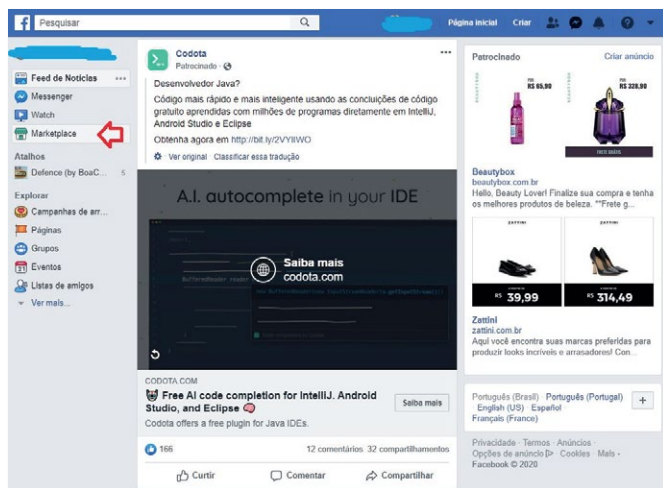 f Pesquisar
Página inicial Criar
Feed de Notícias
Messenger
Watch
Marketplace
Atalhos
Defence (by BoaC... 5
Explorar
Campanhas de arr...
Páginas
Grupos
Eventos
Listas de amigos
Ver mais...
Codota
Patrocinado ·
Desenvolvedor Java?
Código mais rápido e mais inteligente usando as conclusões de código
gratuito aprendidas com milhões de programas diretamente em IntelliJ,
Android Studio e Eclipse
Obtenha agora em http://bit.ly/2VYIIWO
Ver original · Classificar essa tradução
A.I. autocomplete in your IDE
Saiba mais
codota.com
CODOTA.COM
Free AI code completion for IntelliJ. Android
Studio, and Eclipse
Codota offers a free plugin for Java IDEs.
Saiba mais
166
12 comentários 32 compartilhamentos
Curtir
Comentar
Compartilhar
Patrocinado
Criar anúncio
POR
R$ 65,90
POR
R$ 328,90
FRETE GRÁTIS
Beautybox
beautybox.com.br
Hello, Beauty Lover! Finalize sua compra e tenha
os melhores produtos de beleza. **Frete g...
ZATTINI
ZATTINI
R$ 39,99
R$ 314,49
Zattini
zattini.com.br
Aqui você encontra suas marcas preferidas para
produzir looks incríveis e arrasadores! Con...
Português (Brasil) · Português (Portugal)
· English (US) · Español ·
Français (France)
Privacidade · Termos · Anúncios ·
Opções de anúncio · Cookies · Mais
Facebook © 2020